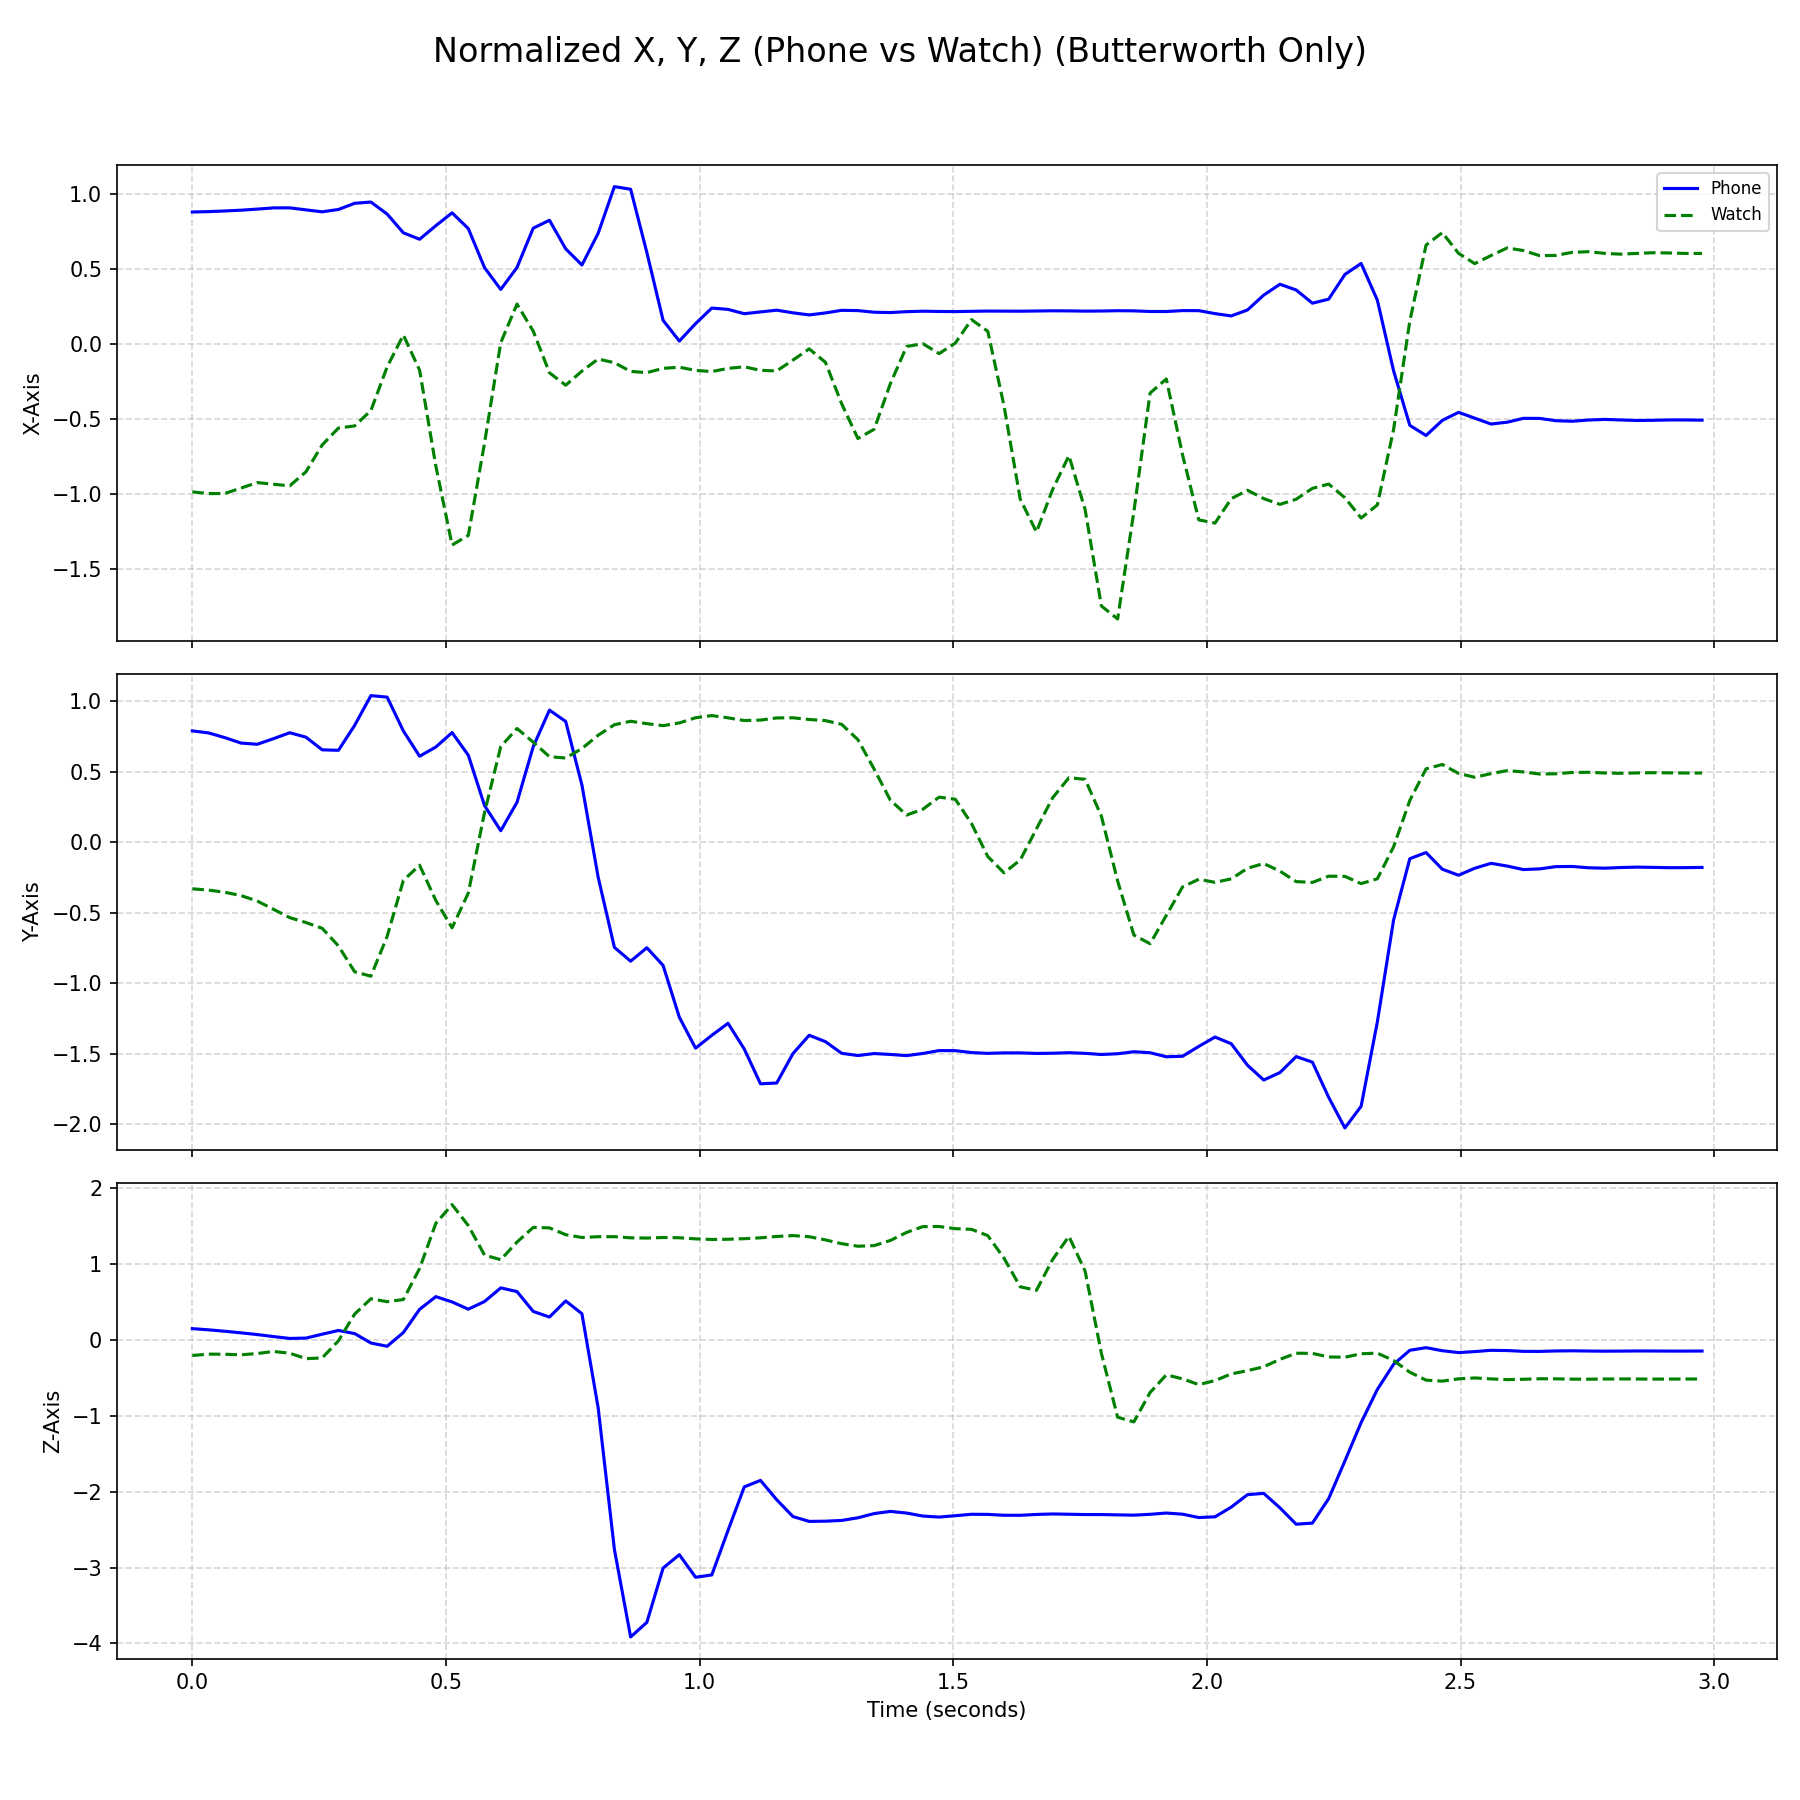 Normalized X, Y, Z (Phone vs Watch) (Butterworth Only)
Phone
Watch
1.0
0.5
0.0
−0.5
−1.0
−1.5
X-Axis
1.0
0.5
0.0
−0.5
−1.0
−1.5
−2.0
Y-Axis
2
1
0
−1
−2
−3
−4
Z-Axis
0.0 0.5 1.0 1.5 2.0 2.5 3.0
Time (seconds)